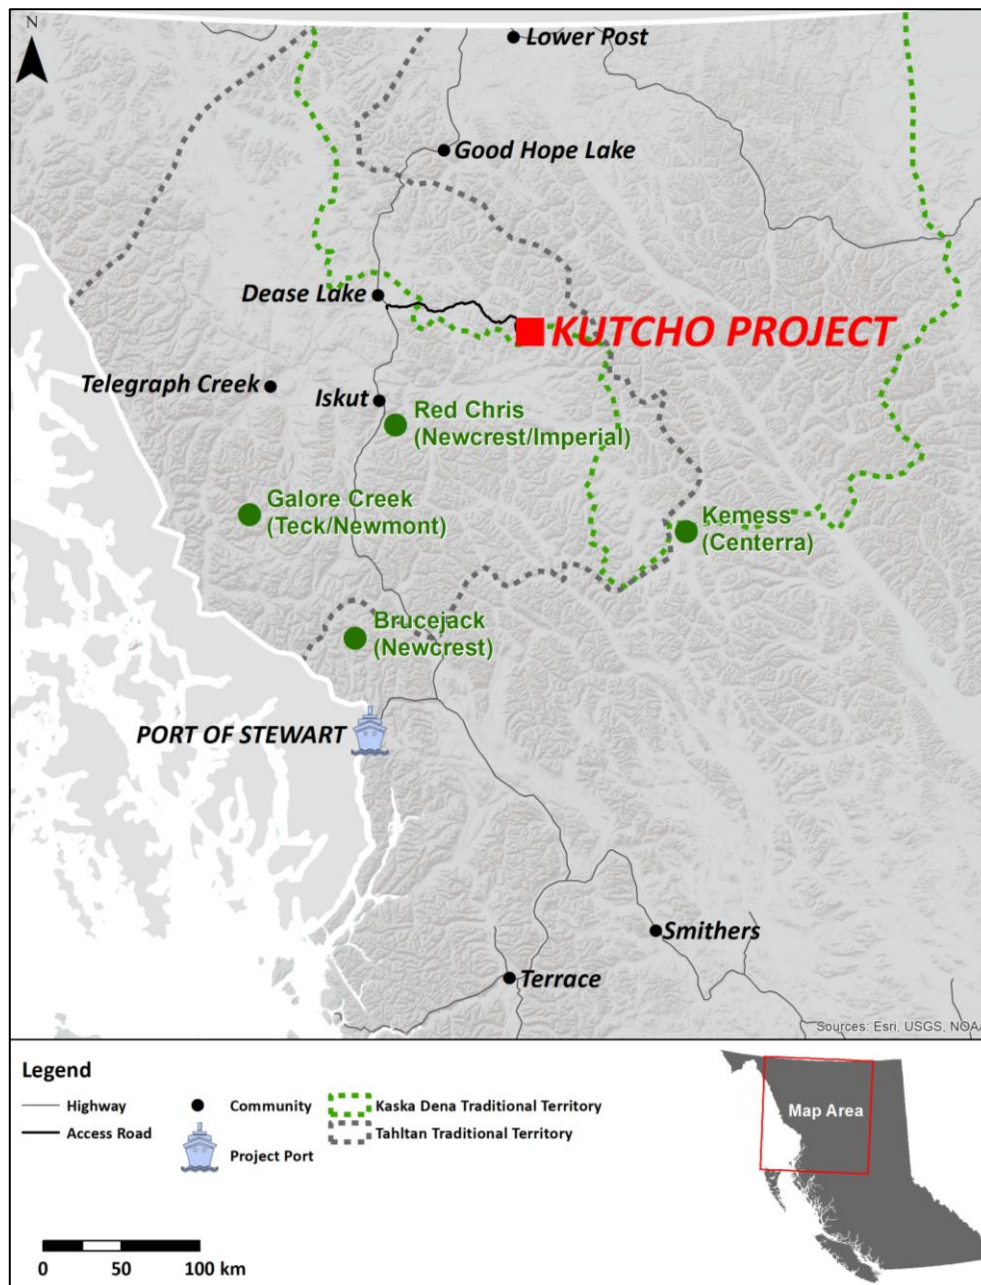 N
Lower Post
Good Hope Lake
Dease Lake
KUTCHO PROJECT
Telegraph Creek
Iskut
Red Chris
(Newcrest/Imperial)
Galore Creek
(Teck/Newmont)
Kemess
(Centerra)
Brucejack
(Newcrest)
PORT OF STEWART
Smithers
Terrace
Sources: Esri, USGS, NOAA
Legend
Highway
Access Road
Community
Project Port
Kaska Dena Traditional Territory
Tahltan Traditional Territory
Map Area
0 50 100 km